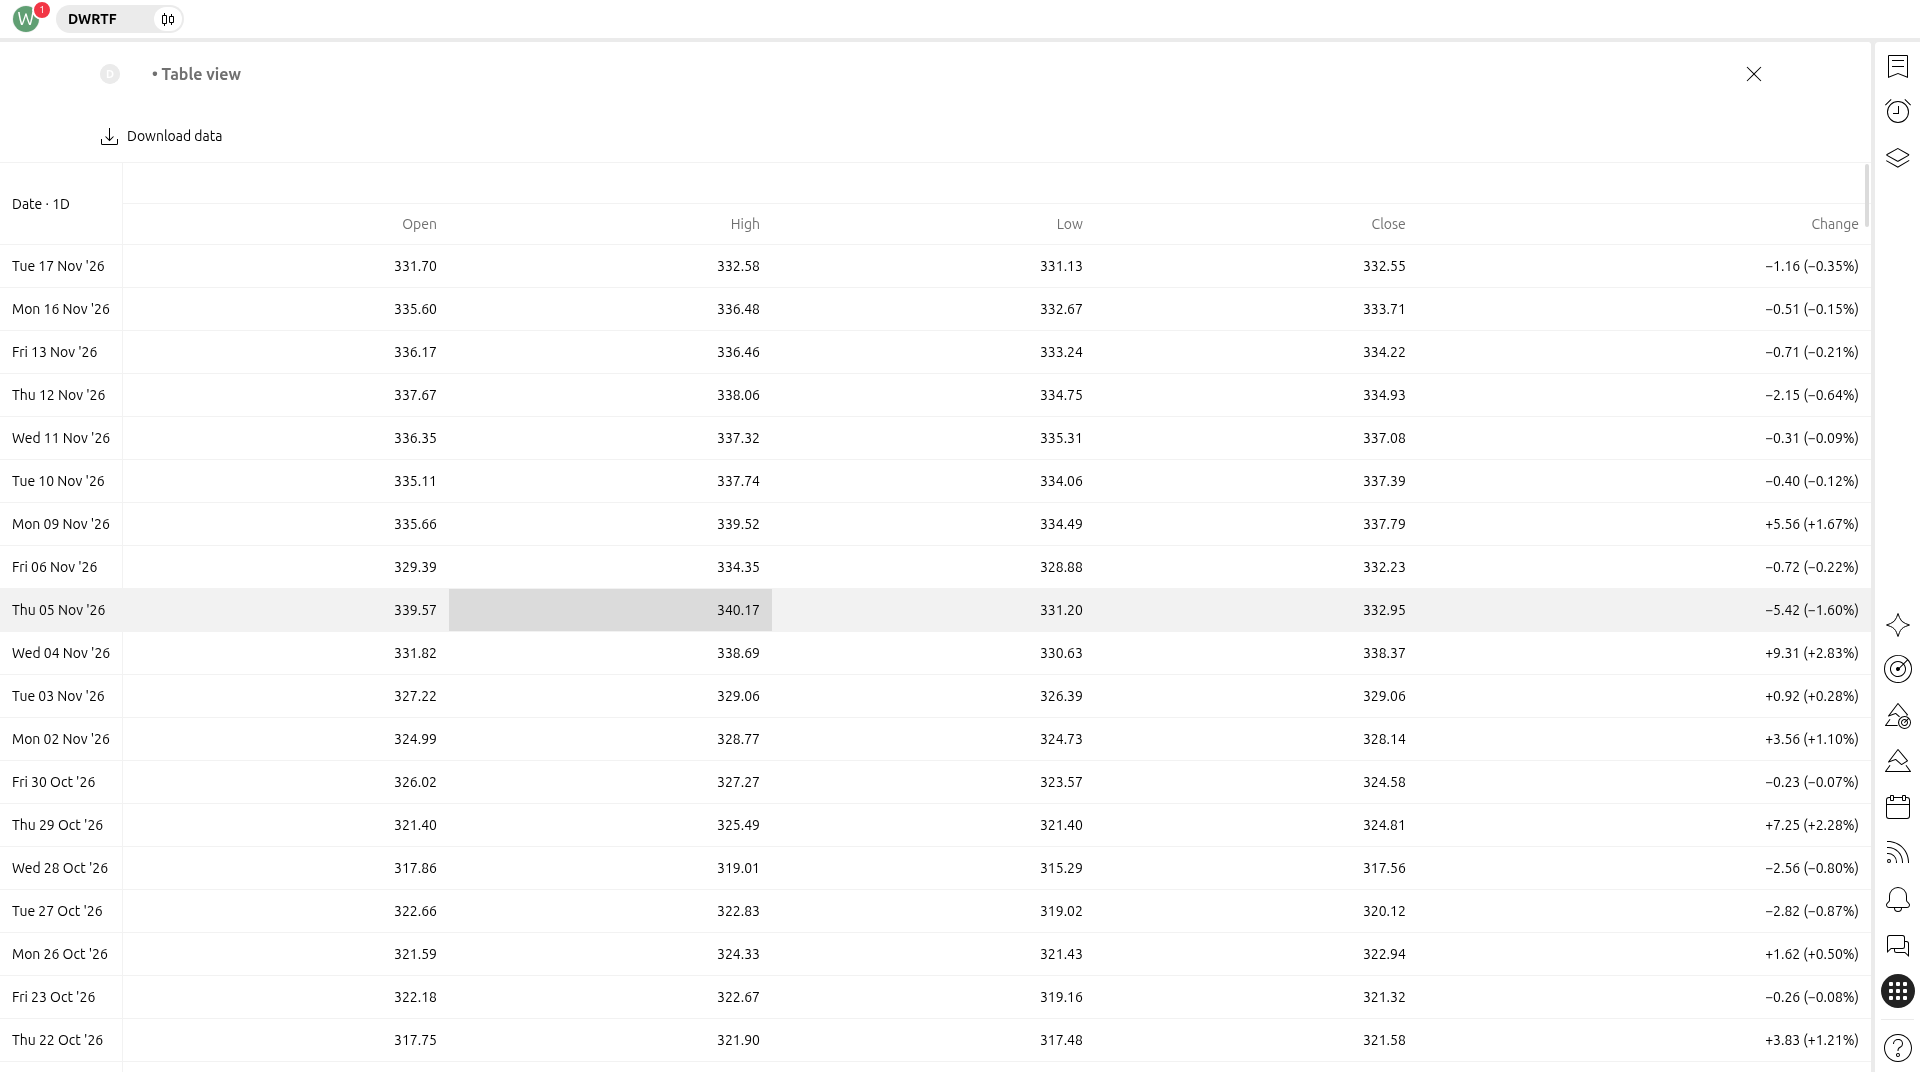 W 1 DWRTF
D • Table view
Download data
Date · 1D
Open High Low Close Change
Tue 17 Nov '26 331.70 332.58 331.13 332.55 −1.16 (−0.35%)
Mon 16 Nov '26 335.60 336.48 332.67 333.71 −0.51 (−0.15%)
Fri 13 Nov '26 336.17 336.46 333.24 334.22 −0.71 (−0.21%)
Thu 12 Nov '26 337.67 338.06 334.75 334.93 −2.15 (−0.64%)
Wed 11 Nov '26 336.35 337.32 335.31 337.08 −0.31 (−0.09%)
Tue 10 Nov '26 335.11 337.74 334.06 337.39 −0.40 (−0.12%)
Mon 09 Nov '26 335.66 339.52 334.49 337.79 +5.56 (+1.67%)
Fri 06 Nov '26 329.39 334.35 328.88 332.23 −0.72 (−0.22%)
Thu 05 Nov '26 339.57 340.17 331.20 332.95 −5.42 (−1.60%)
Wed 04 Nov '26 331.82 338.69 330.63 338.37 +9.31 (+2.83%)
Tue 03 Nov '26 327.22 329.06 326.39 329.06 +0.92 (+0.28%)
Mon 02 Nov '26 324.99 328.77 324.73 328.14 +3.56 (+1.10%)
Fri 30 Oct '26 326.02 327.27 323.57 324.58 −0.23 (−0.07%)
Thu 29 Oct '26 321.40 325.49 321.40 324.81 +7.25 (+2.28%)
Wed 28 Oct '26 317.86 319.01 315.29 317.56 −2.56 (−0.80%)
Tue 27 Oct '26 322.66 322.83 319.02 320.12 −2.82 (−0.87%)
Mon 26 Oct '26 321.59 324.33 321.43 322.94 +1.62 (+0.50%)
Fri 23 Oct '26 322.18 322.67 319.16 321.32 −0.26 (−0.08%)
Thu 22 Oct '26 317.75 321.90 317.48 321.58 +3.83 (+1.21%)